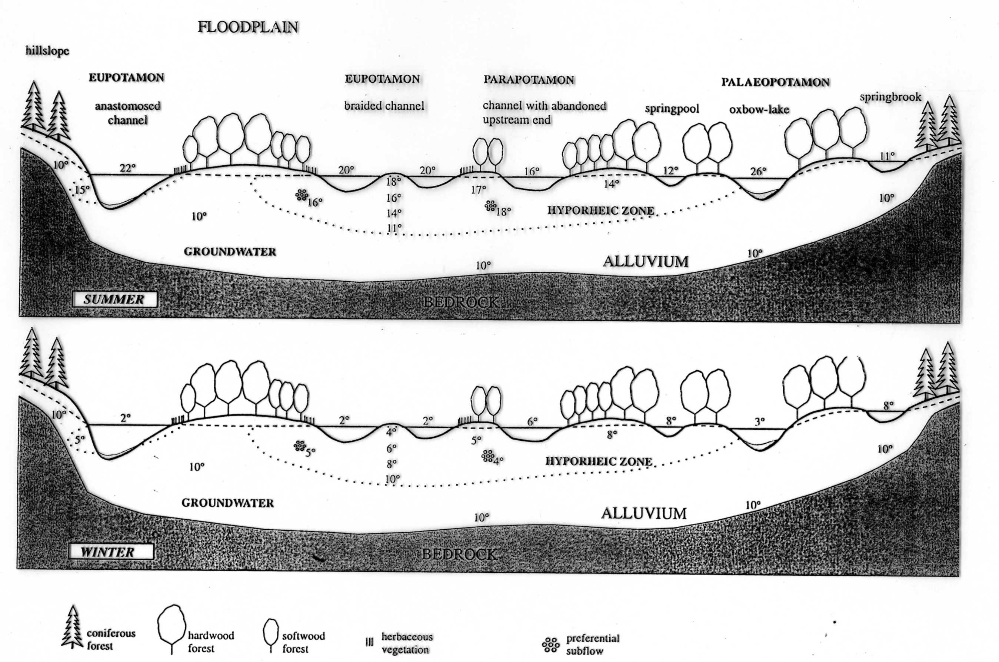 FLOODPLAIN
hillslope
EUPOTAMON
EUPOTAMON
PARAPOTAMON
PALAEOPOTAMON
anastomosed
channel
braided channel
channel with abandoned
upstream end
springpool
oxbow-lake
springbrook
10°
22°
20°
20°
16°
12°
26°
11°
15°
18°
17°
14°
16°
16°
18°
HYPORHEIC ZONE
10°
10°
14°
11°
GROUNDWATER
10°
ALLUVIUM
10°
SUMMER
BEDROCK
10°
2°
2°
2°
6°
8°
3°
8°
5°
4°
5°
8°
5°
6°
4°
HYPORHEIC ZONE
10°
10°
8°
10°
GROUNDWATER
10°
ALLUVIUM
10°
WINTER
BEDROCK
coniferous
forest
hardwood
forest
softwood
forest
herbaceous
vegetation
preferential
subflow